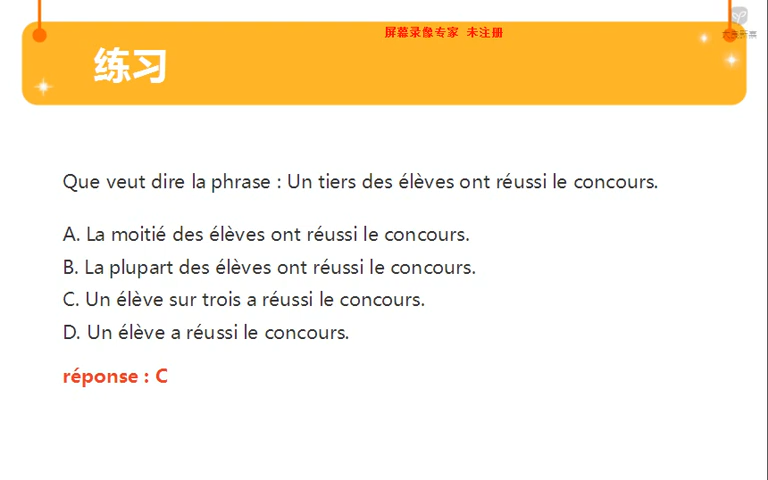 屏幕录像专家 未注册
练习
Que veut dire la phrase : Un tiers des élèves ont réussi le concours.
A. La moitié des élèves ont réussi le concours.
B. La plupart des élèves ont réussi le concours.
C. Un élève sur trois a réussi le concours.
D. Un élève a réussi le concours.
réponse : C